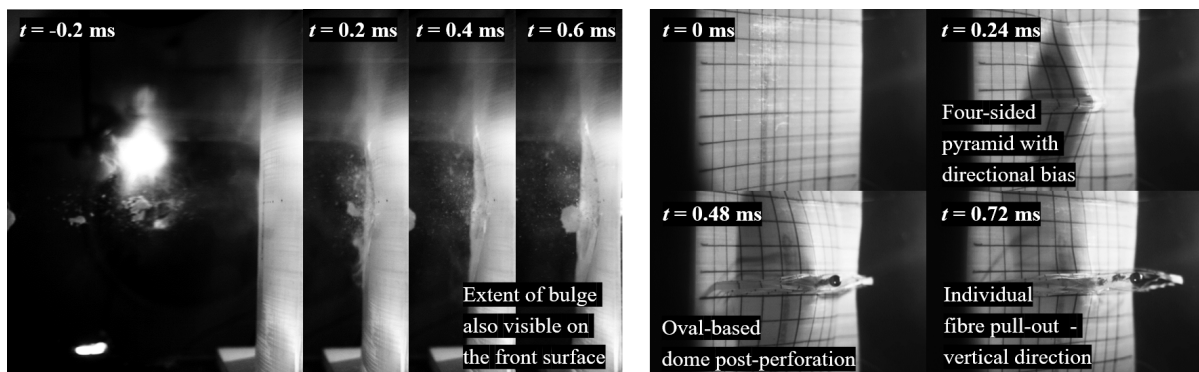 t = -0.2 ms
t = 0.2 ms
t = 0.4 ms
t = 0.6 ms
Extent of bulge
also visible on
the front surface
t = 0 ms
t = 0.24 ms
Four-sided
pyramid with
directional bias
t = 0.48 ms
Oval-based
dome post-perforation
t = 0.72 ms
Individual
fibre pull-out -
vertical direction